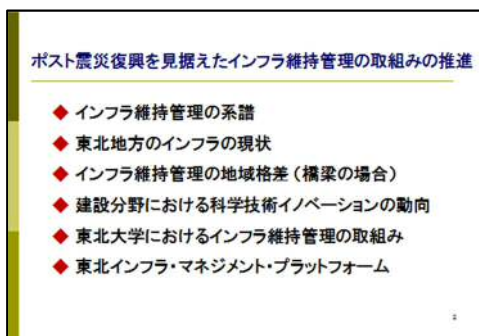 ポスト震災復興を見据えたインフラ維持管理の取組みの推進
◆ インフラ維持管理の系譜
◆ 東北地方のインフラの現状
◆ インフラ維持管理の地域格差（橋梁の場合）
◆ 建設分野における科学技術イノベーションの動向
◆ 東北大学におけるインフラ維持管理の取組み
◆ 東北インフラ・マネジメント・プラットフォーム